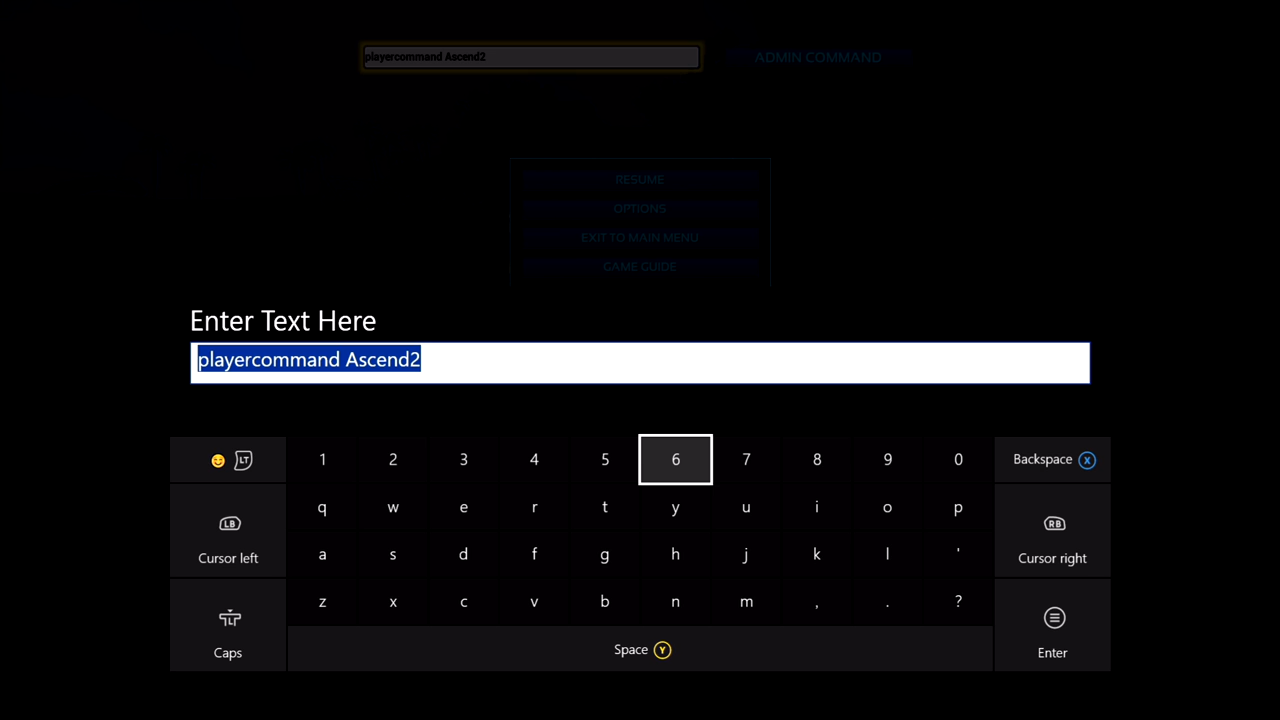 playercommand Ascend2
ADMIN COMMAND
RESUME
OPTIONS
EXIT TO MAIN MENU
GAME GUIDE
Enter Text Here
playercommand Ascend2
LT 1 2 3 4 5 6 7 8 9 0 Backspace X
q w e r t y u i o p
LB Cursor left
a s d f g h j k l '
RB Cursor right
z x c v b n m , . ?
Caps
Space Y
Enter